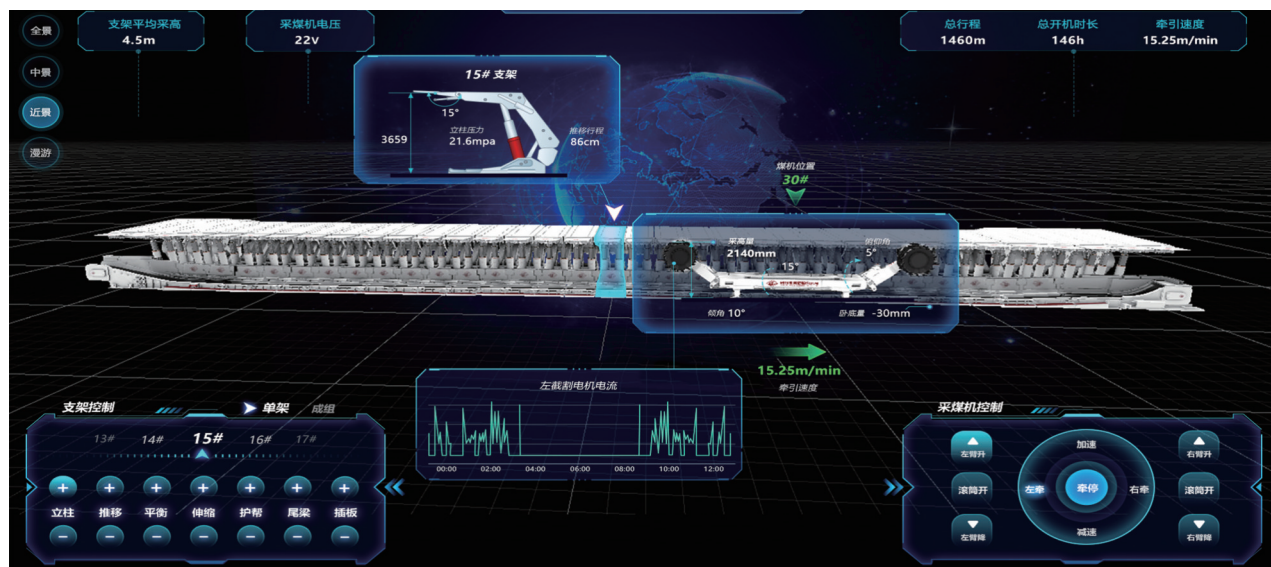 全景
中景
近景
漫游
支架平均采高
4.5m
采煤机电压
22v
总行程
1460m
总开机时长
146h
牵引速度
15.25m/min
15# 支架
15°
3659
立柱压力
21.6mpa
推移行程
86cm
煤机位置
30#
采高量
2140mm
俯仰角
5°
15°
倾角 10°
卧底量 -30mm
15.25m/min
牵引速度
左截割电机电流
00:00 02:00 04:00 06:00 08:00 10:00 12:00
支架控制
单架 成组
13# 14# 15# 16# 17#
立柱 推移 平衡 伸缩 护帮 尾梁 插板
采煤机控制
左臂升
滚筒开
左臂降
加速
左牵 牵停 右牵
减速
右臂升
滚筒开
右臂降